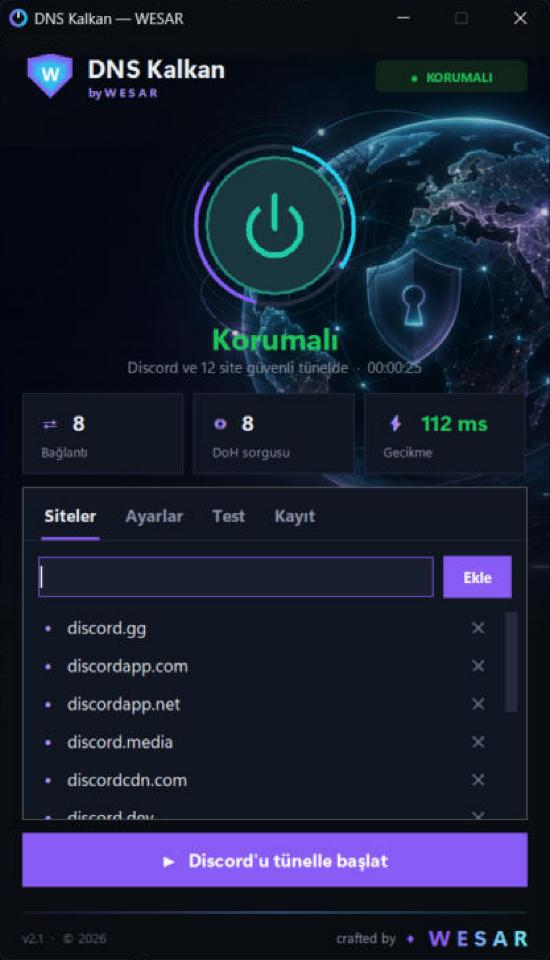 DNS Kalkan — WESAR
W
DNS Kalkan
by WESAR
KORUMALI
Korumalı
Discord ve 12 site güvenli tünelde · 00:00:25
8
Bağlantı
8
DoH sorgusu
112 ms
Gecikme
Siteler Ayarlar Test Kayıt
Ekle
discord.gg
discordapp.com
discordapp.net
discord.media
discordcdn.com
discord.dev
Discord'u tünelle başlat
v2.1 · © 2026
crafted by WESAR